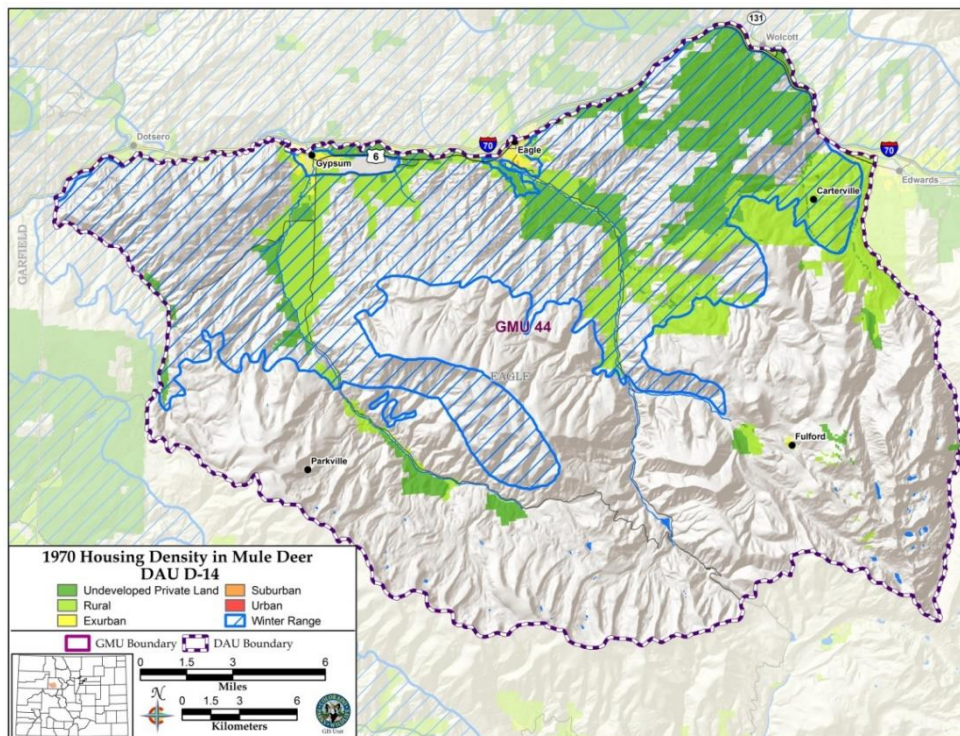 131
Wolcott
Dotsero
70
Eagle
6
Gypsum
70
Edwards
Carterville
GARFIELD
GMU 44
EAGLE
Fulford
Parkville
1970 Housing Density in Mule Deer
DAU D-14
Undeveloped Private Land
Suburban
Rural
Urban
Exurban
Winter Range
GMU Boundary
DAU Boundary
0 1.5 3 6
Miles
N
0 1.5 3 6
Kilometers
GIS Unit